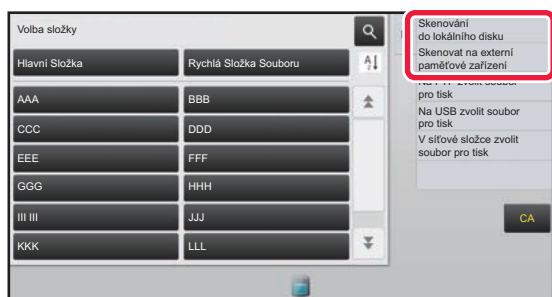 Volba složky
Hlavní Složka
Rychlá Složka Souboru
AAA
BBB
CCC
DDD
EEE
FFF
GGG
HHH
III III
JJJ
KKK
LLL
Skenování
do lokálního disku
Skenovat na externí
paměťové zařízení
pro tisk
Na USB zvolit soubor
pro tisk
V síťové složce zvolit
soubor pro tisk
CA